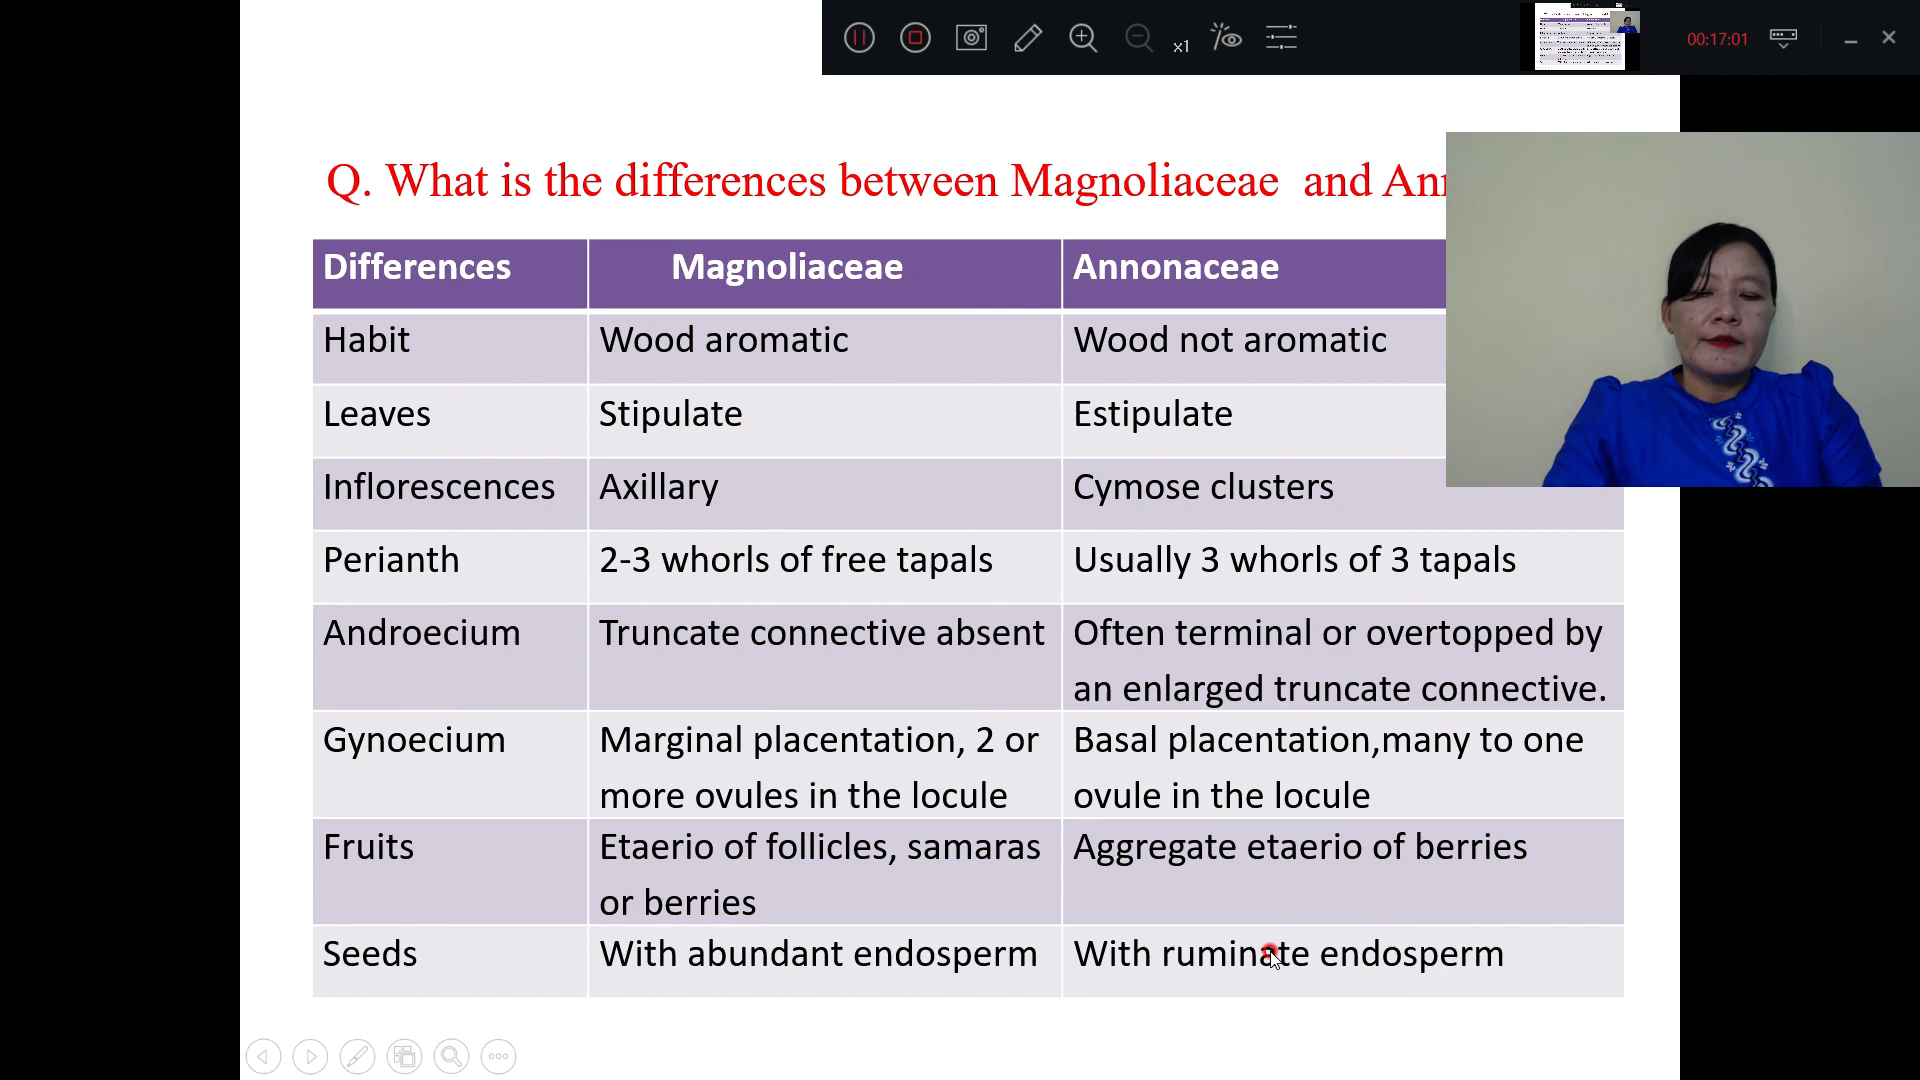 x1
00:17:01
Q. What is the differences between Magnoliaceae and
Differences Magnoliaceae Annonaceae
Habit Wood aromatic Wood not aromatic
Leaves Stipulate Estipulate
Inflorescences Axillary Cymose clusters
Perianth 2-3 whorls of free tapals Usually 3 whorls of 3 tapals
Androecium Truncate connective absent Often terminal or overtopped by
an enlarged truncate connective.
Gynoecium Marginal placentation, 2 or Basal placentation,many to one
more ovules in the locule ovule in the locule
Fruits Etaerio of follicles, samaras Aggregate etaerio of berries
or berries
Seeds With abundant endosperm With ruminate endosperm